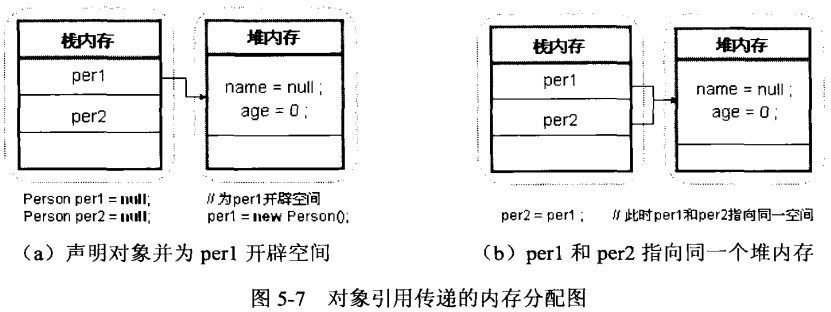 栈内存
堆内存
per1
per2
name = null ;
age = 0 ;
Person per1 = null;
Person per2 = null;
// 为per1开辟空间
per1 = new Person();
(a) 声明对象并为 per1 开辟空间
栈内存
堆内存
per1
per2
name = null ;
age = 0 ;
per2 = per1 ; // 此时per1和per2指向同一空间
(b) per1 和 per2 指向同一个堆内存
图 5-7 对象引用传递的内存分配图